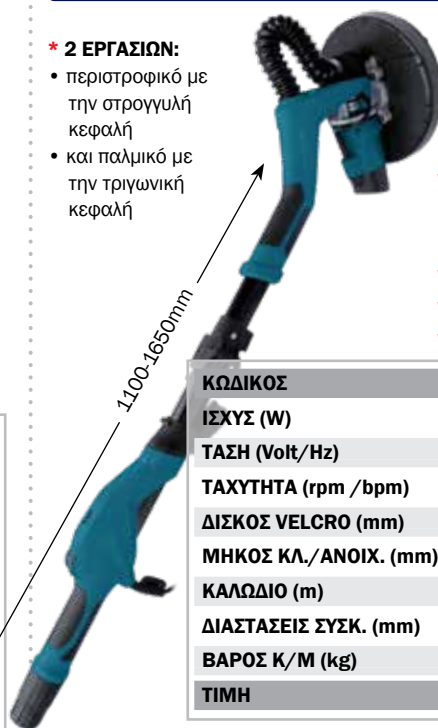 * 2 ΕΡΓΑΣΙΩΝ:
• περιστροφικό με
την στρογγυλή
κεφαλή
• και παλμικό με
την τριγωνική
κεφαλή
1100-1650mm
ΚΩΔΙΚΟΣ
ΙΣΧΥΣ (W)
ΤΑΣΗ (Volt/Hz)
ΤΑΧΥΤΗΤΑ (rpm /bpm)
ΔΙΣΚΟΣ VELCRO (mm)
ΜΗΚΟΣ ΚΛ./ΑΝΟΙΧ. (mm)
ΚΑΛΩΔΙΟ (m)
ΔΙΑΣΤΑΣΕΙΣ ΣΥΣΚ. (mm)
ΒΑΡΟΣ Κ/Μ (kg)
ΤΙΜΗ